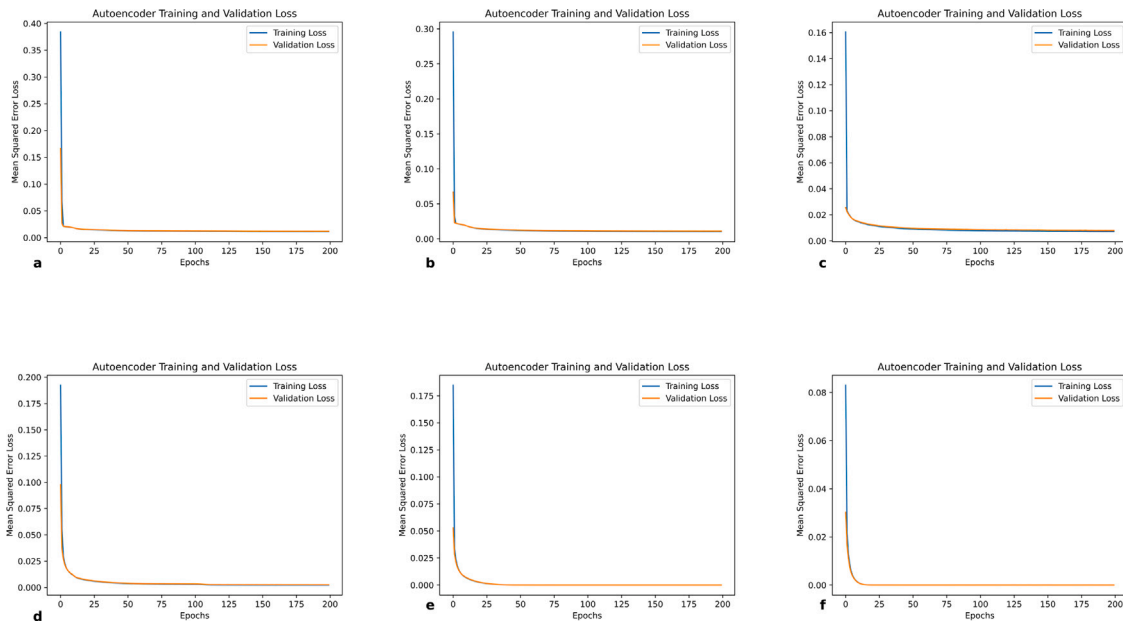 Autoencoder Training and Validation Loss
Training Loss
Validation Loss
Mean Squared Error Loss
0.40
0.35
0.30
0.25
0.20
0.15
0.10
0.05
0.00
0 25 50 75 100 125 150 175 200
Epochs
a
Autoencoder Training and Validation Loss
Training Loss
Validation Loss
Mean Squared Error Loss
0.30
0.25
0.20
0.15
0.10
0.05
0.00
0 25 50 75 100 125 150 175 200
Epochs
b
Autoencoder Training and Validation Loss
Training Loss
Validation Loss
Mean Squared Error Loss
0.16
0.14
0.12
0.10
0.08
0.06
0.04
0.02
0.00
0 25 50 75 100 125 150 175 200
Epochs
c
Autoencoder Training and Validation Loss
Training Loss
Validation Loss
Mean Squared Error Loss
0.200
0.175
0.150
0.125
0.100
0.075
0.050
0.025
0.000
0 25 50 75 100 125 150 175 200
Epochs
d
Autoencoder Training and Validation Loss
Training Loss
Validation Loss
Mean Squared Error Loss
0.175
0.150
0.125
0.100
0.075
0.050
0.025
0.000
0 25 50 75 100 125 150 175 200
Epochs
e
Autoencoder Training and Validation Loss
Training Loss
Validation Loss
Mean Squared Error Loss
0.08
0.06
0.04
0.02
0.00
0 25 50 75 100 125 150 175 200
Epochs
f